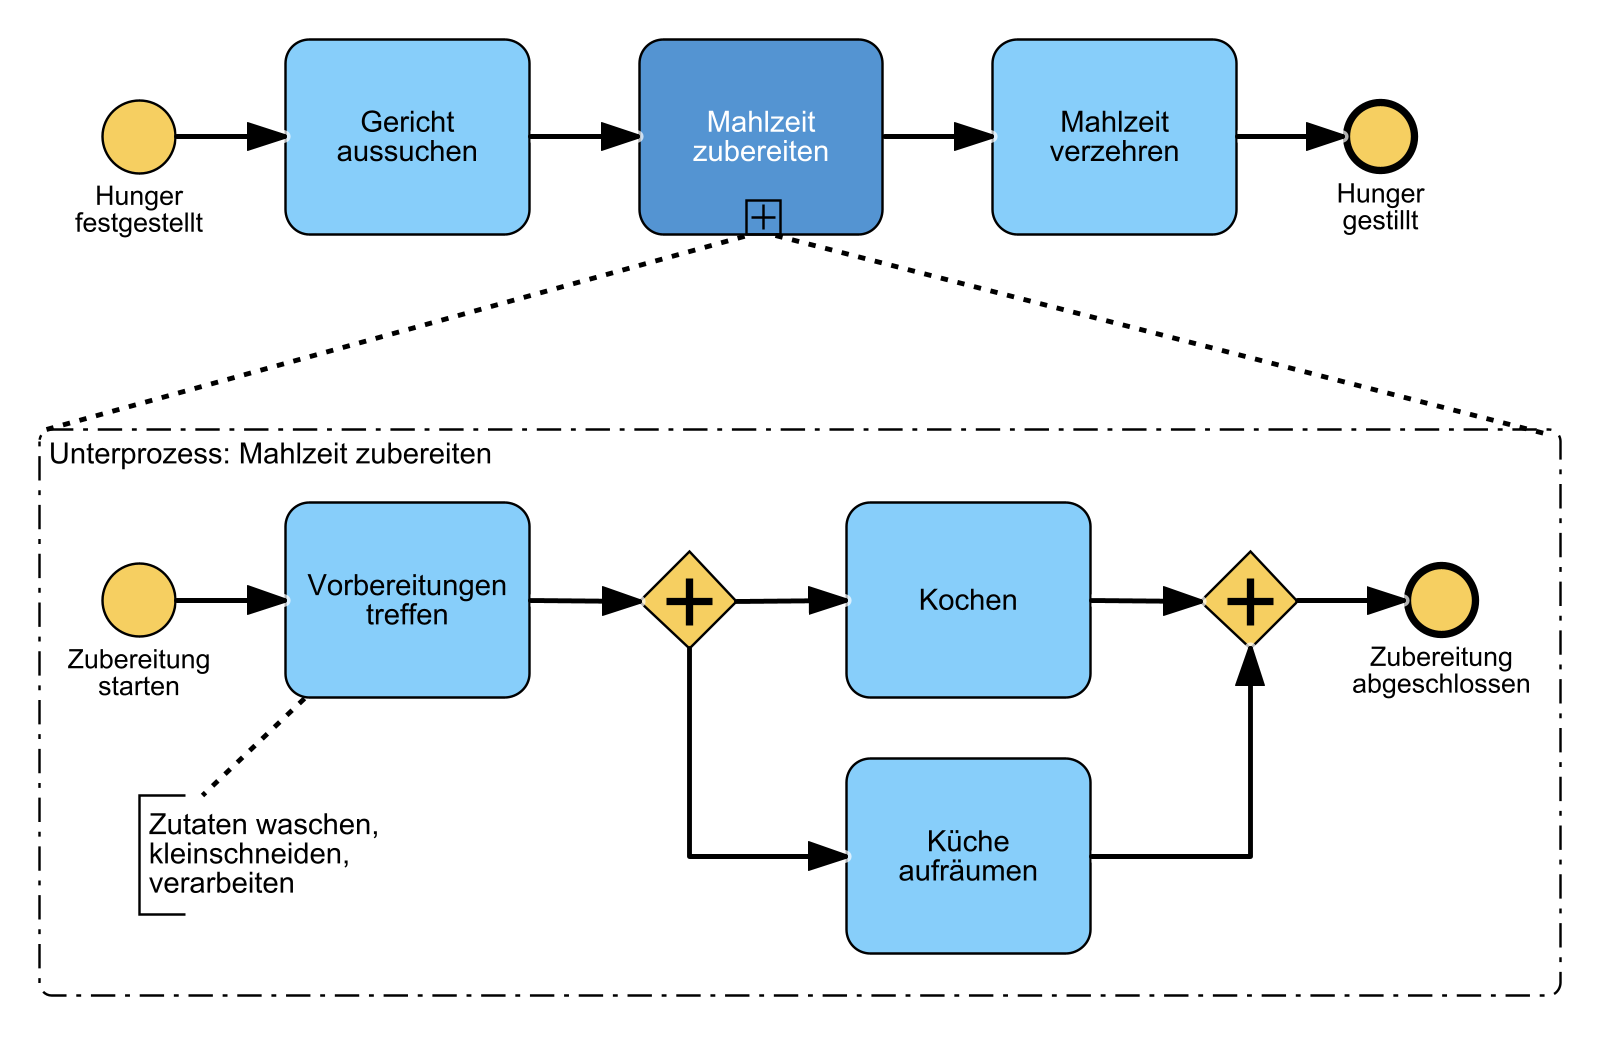 Gericht
aussuchen
Mahlzeit
zubereiten
Mahlzeit
verzehren
Hunger
festgestellt
Hunger
gestillt
Unterprozess: Mahlzeit zubereiten
Vorbereitungen
treffen
Kochen
Zubereitung
starten
Zubereitung
abgeschlossen
Zutaten waschen,
kleinschneiden,
verarbeiten
Küche
aufräumen